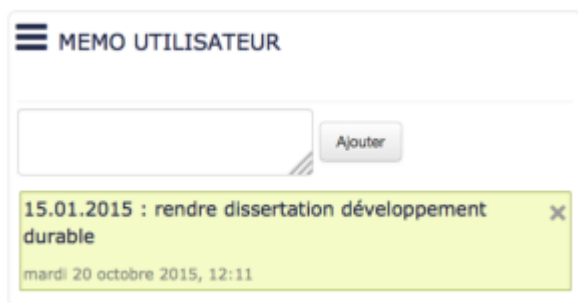 MEMO UTILISATEUR
Ajouter
15.01.2015 : rendre dissertation développement
durable
mardi 20 octobre 2015, 12:11